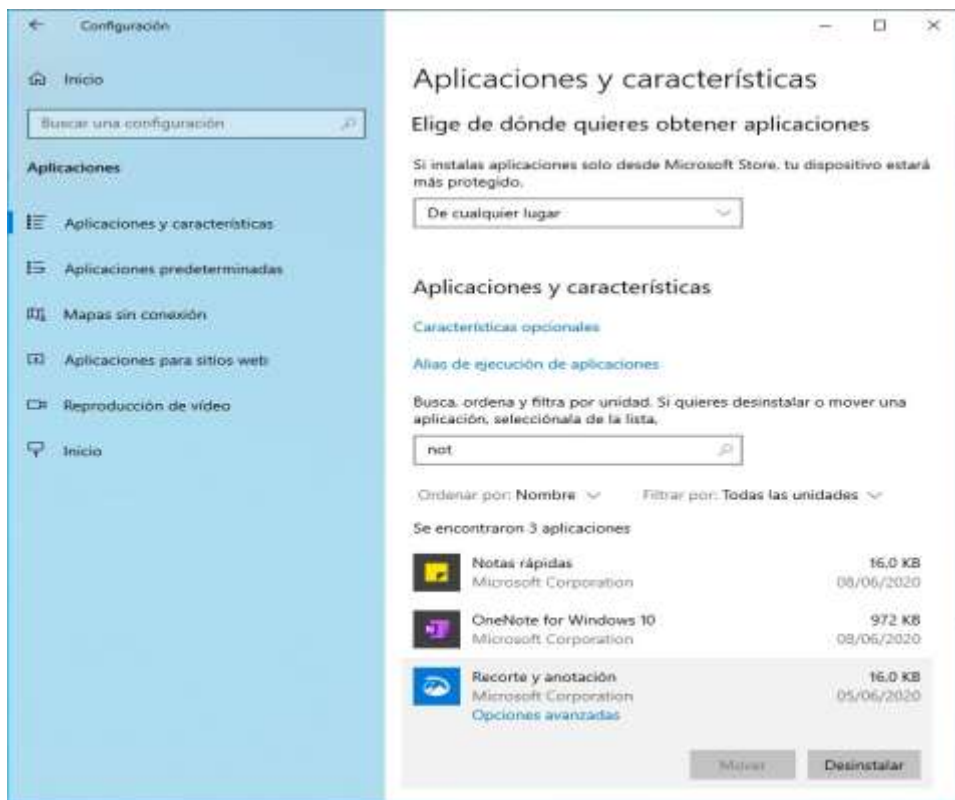 Configuración
Inicio
Buscar una configuración
Aplicaciones
Aplicaciones y características
Aplicaciones predeterminadas
Mapas sin conexión
Aplicaciones para sitios web
Reproducción de vídeo
Inicio
Aplicaciones y características
Elige de dónde quieres obtener aplicaciones
Si instalas aplicaciones solo desde Microsoft Store, tu dispositivo estará
más protegido.
De cualquier lugar
Aplicaciones y características
Características opcionales
Alias de ejecución de aplicaciones
Busca, ordena y filtra por unidad. Si quieres desinstalar o mover una
aplicación, selecciónala de la lista.
not
Ordenar por: Nombre Filtrar por: Todas las unidades
Se encontraron 3 aplicaciones
Notas rápidas 16,0 KB
Microsoft Corporation 08/06/2020
OneNote for Windows 10 972 KB
Microsoft Corporation 08/06/2020
Recorte y anotación 16,0 KB
Microsoft Corporation 05/06/2020
Opciones avanzadas
Mover Desinstalar